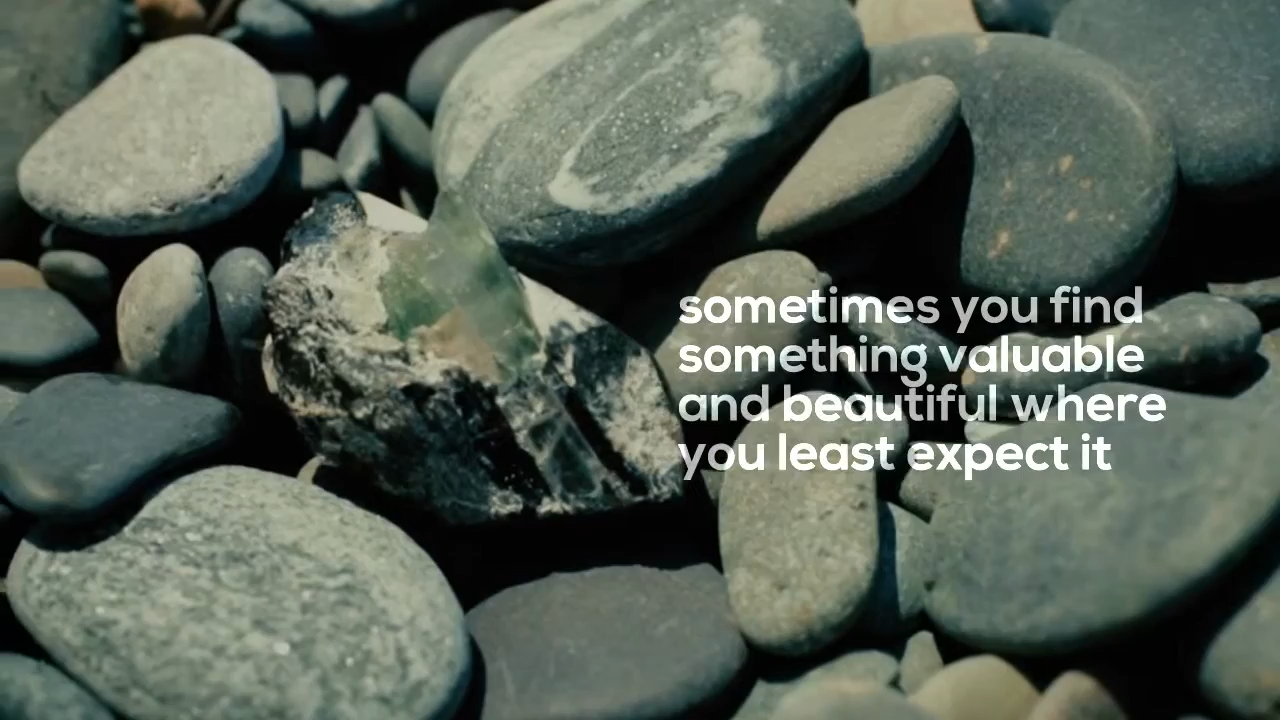 sometimes you find
something valuable
and beautiful where
you least expect it